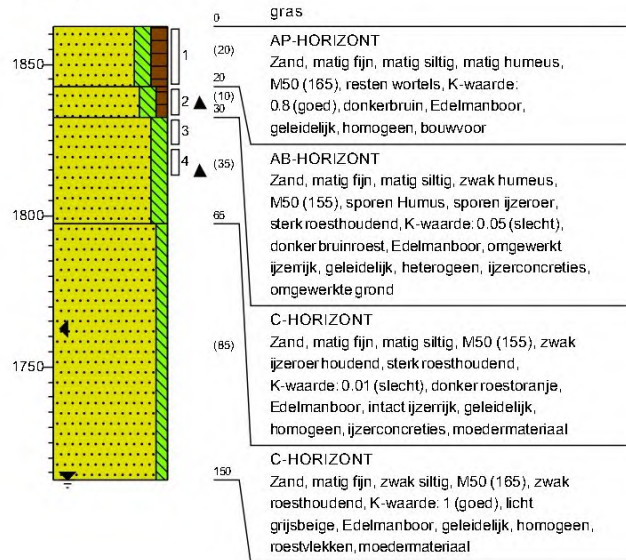 0
gras
1850
1
(20)
AP-HORIZONT
Zand, matig fijn, matig siltig, matig humeus,
M50 (165), resten wortels, K-waarde:
0.8 (goed), donkerbruin, Edelmanboor,
geleidelijk, homogeen, bouwvoor
20
2
(10)
30
3
4
(35)
AB-HORIZONT
Zand, matig fijn, matig siltig, zwak humeus,
M50 (155), sporen Humus, sporen ijzeroer,
sterk roesthoudend, K-waarde: 0.05 (slecht),
donkerbruinroest, Edelmanboor, omgewerkt
ijzerrijk, geleidelijk, heterogeen, ijzerconcreties,
omgewerkte grond
1800
65
C-HORIZONT
Zand, matig fijn, matig siltig, M50 (155), zwak
ijzeroer houdend, sterk roesthoudend,
K-waarde: 0.01 (slecht), donker roestoranje,
Edelmanboor, intact ijzerrijk, geleidelijk,
homogeen, ijzerconcreties, moedermateriaal
(85)
1750
150
C-HORIZONT
Zand, matig fijn, zwak siltig, M50 (165), zwak
roesthoudend, K-waarde: 1 (goed), licht
grijsbeige, Edelmanboor, geleidelijk, homogeen,
roestvlekken, moedermateriaal